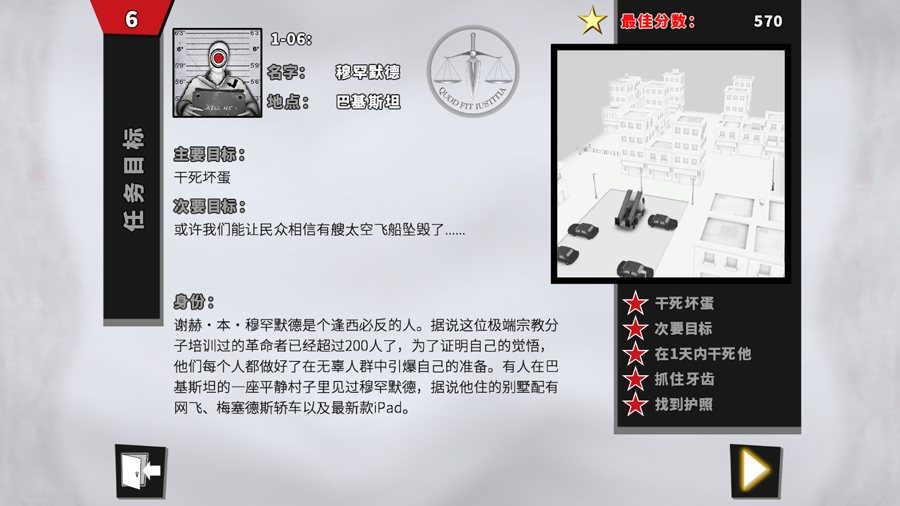 6
任务目标
1-06:
名字： 穆罕默德
地点： 巴基斯坦
QUOD FIT IUSTITIA
主要目标：
干死坏蛋
次要目标：
或许我们能让民众相信有艘太空飞船坠毁了......
身份：
谢赫·本·穆罕默德是个逢西必反的人。据说这位极端宗教分
子培训过的革命者已经超过200人了，为了证明自己的觉悟，
他们每个人都做好了在无辜人群中引爆自己的准备。有人在巴
基斯坦的一座平静村子里见过穆罕默德，据说他住的别墅配有
网飞、梅塞德斯轿车以及最新款iPad。
最佳分数： 570
干死坏蛋
次要目标
在1天内干死他
抓住牙齿
找到护照